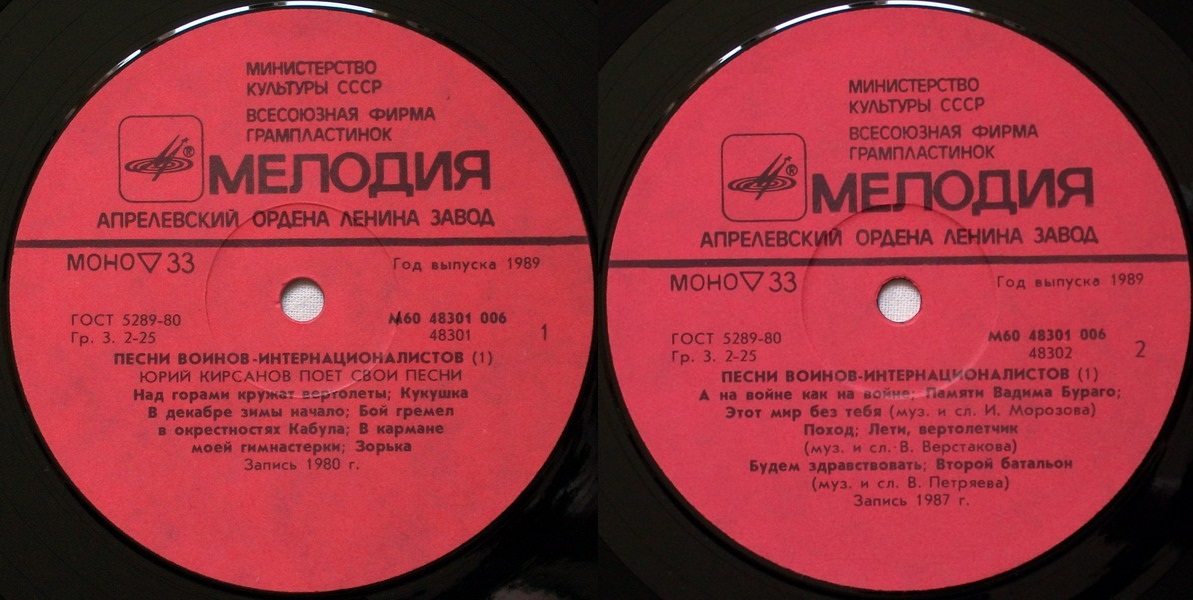 МИНИСТЕРСТВО
КУЛЬТУРЫ СССР
ВСЕСОЮЗНАЯ ФИРМА
ГРАМПЛАСТИНОК
®
МЕЛОДИЯ
АПРЕЛЕВСКИЙ ОРДЕНА ЛЕНИНА ЗАВОД
МОНО 33
Год выпуска 1989
ГОСТ 5289-80
Гр. 3. 2-25
М60 48301 006
48301
1
ПЕСНИ ВОИНОВ-ИНТЕРНАЦИОНАЛИСТОВ (1)
ЮРИЙ КИРСАНОВ ПОЕТ СВОИ ПЕСНИ
Над горами кружат вертолеты; Кукушка
В декабре зимы начало; Бой гремел
в окрестностях Кабула; В кармане
моей гимнастерки; Зорька
Запись 1980 г.
МИНИСТЕРСТВО
КУЛЬТУРЫ СССР
ВСЕСОЮЗНАЯ ФИРМА
ГРАМПЛАСТИНОК
®
МЕЛОДИЯ
АПРЕЛЕВСКИЙ ОРДЕНА ЛЕНИНА ЗАВОД
МОНО 33
Год выпуска 1989
ГОСТ 5289-80
Гр. 3. 2-25
М60 48301 006
48302
2
ПЕСНИ ВОИНОВ-ИНТЕРНАЦИОНАЛИСТОВ (1)
А на войне как на войне; Памяти Вадима Бураго;
Этот мир без тебя (муз. и сл. И. Морозова)
Поход; Лети, вертолетчик
(муз. и сл. В. Верстакова)
Будем здравствовать; Второй батальон
(муз. и сл. В. Петряева)
Запись 1987 г.